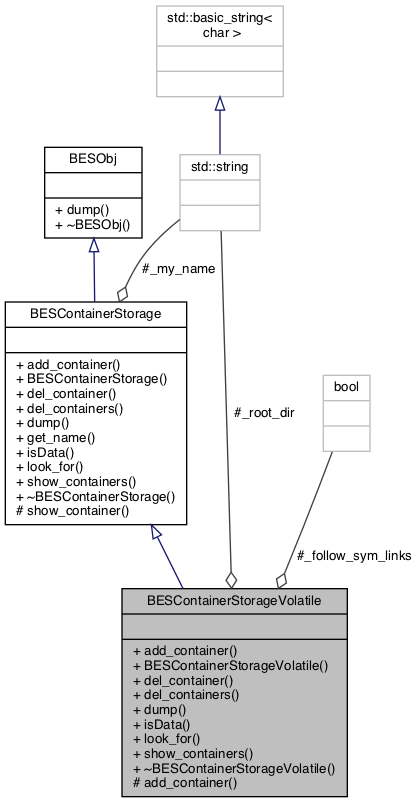 std::basic_string<
char >
BESObj
+ dump()
+ ~BESObj()
std::string
#_my_name
BESContainerStorage
+ add_container()
+ BESContainerStorage()
+ del_container()
+ del_containers()
+ dump()
+ get_name()
+ isData()
+ look_for()
+ show_containers()
+ ~BESContainerStorage()
# show_container()
bool
#_root_dir
#_follow_sym_links
BESContainerStorageVolatile
+ add_container()
+ BESContainerStorageVolatile()
+ del_container()
+ del_containers()
+ dump()
+ isData()
+ look_for()
+ show_containers()
+ ~BESContainerStorageVolatile()
# add_container()